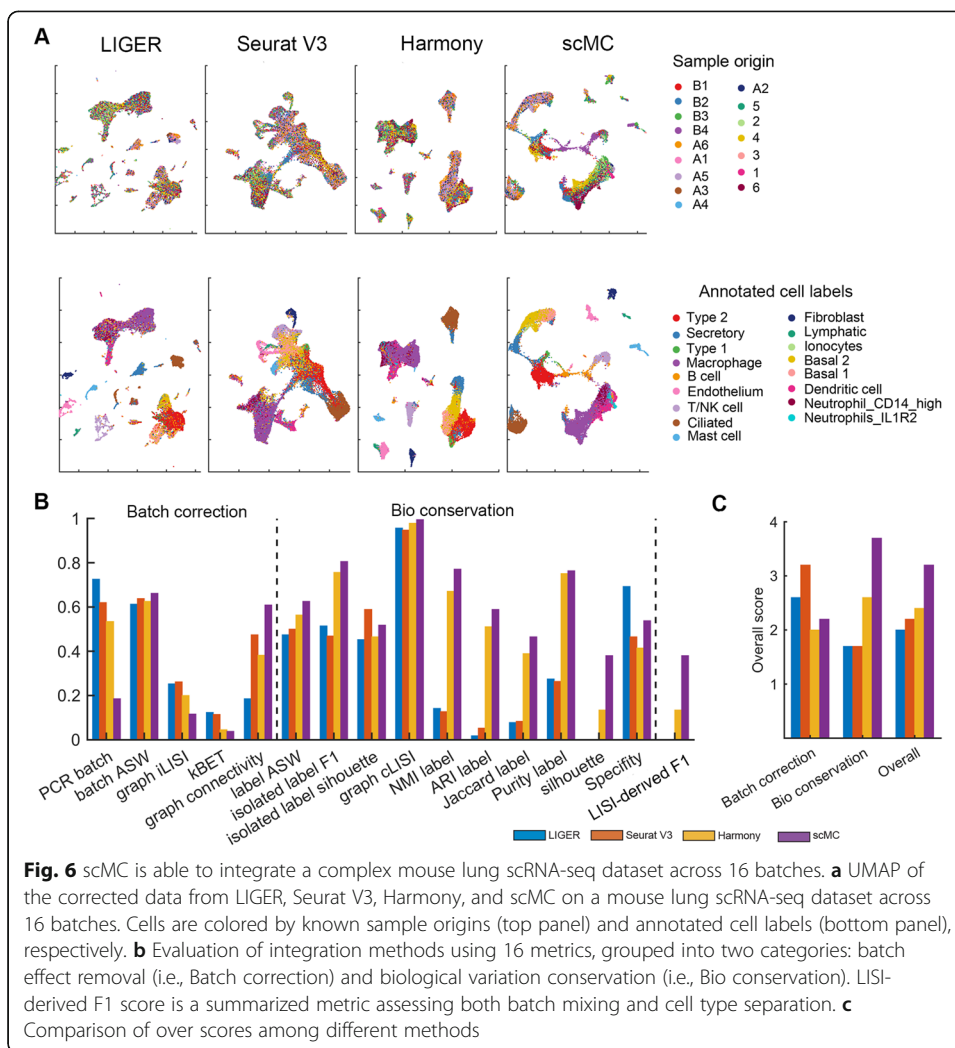 A
LIGER
Seurat V3
Harmony
scMC
Sample origin
B1
B2
B3
B4
A6
A1
A5
A3
A4
A2
5
2
4
3
1
6
Annotated cell labels
Type 2
Secretory
Type 1
Macrophage
B cell
Endothelium
T/NK cell
Ciliated
Mast cell
Fibroblast
Lymphatic
Ionocytes
Basal 2
Basal 1
Dendritic cell
Neutrophil_CD14_high
Neutrophils_IL1R2
B
Batch correction
Bio conservation
1
0.8
0.6
0.4
0.2
0
PCR batch
batch ASW
graph iLISI
kBET
graph connectivity
label ASW
isolated label F1
isolated label sihouette
graph cLISI
NMI label
ARI label
Jaccard label
Purity label
silhouette
Specifity
LISI-derived F1
C
Overall score
4
3
2
1
Batch correction
Bio conservation
Overall
LIGER
Seurat V3
Harmony
scMC
Fig. 6 scMC is able to integrate a complex mouse lung scRNA-seq dataset across 16 batches. a UMAP of
the corrected data from LIGER, Seurat V3, Harmony, and scMC on a mouse lung scRNA-seq dataset across
16 batches. Cells are colored by known sample origins (top panel) and annotated cell labels (bottom panel),
respectively. b Evaluation of integration methods using 16 metrics, grouped into two categories: batch
effect removal (i.e., Batch correction) and biological variation conservation (i.e., Bio conservation). LISI-
derived F1 score is a summarized metric assessing both batch mixing and cell type separation. c
Comparison of over scores among different methods